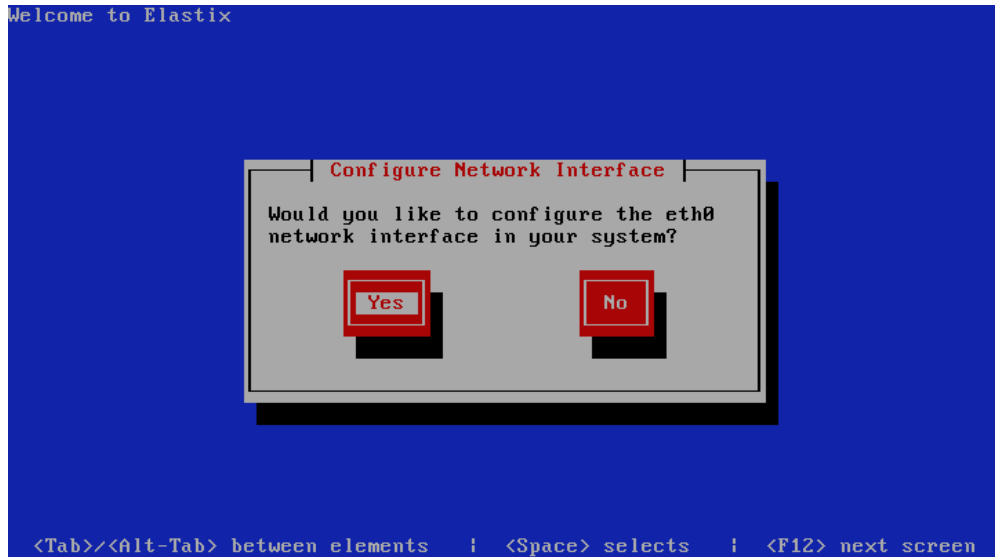 Welcome to Elastix
Configure Network Interface
Would you like to configure the eth0
network interface in your system?
Yes No
<Tab>/<Alt-Tab> between elements ¦ <Space> selects ¦ <F12> next screen